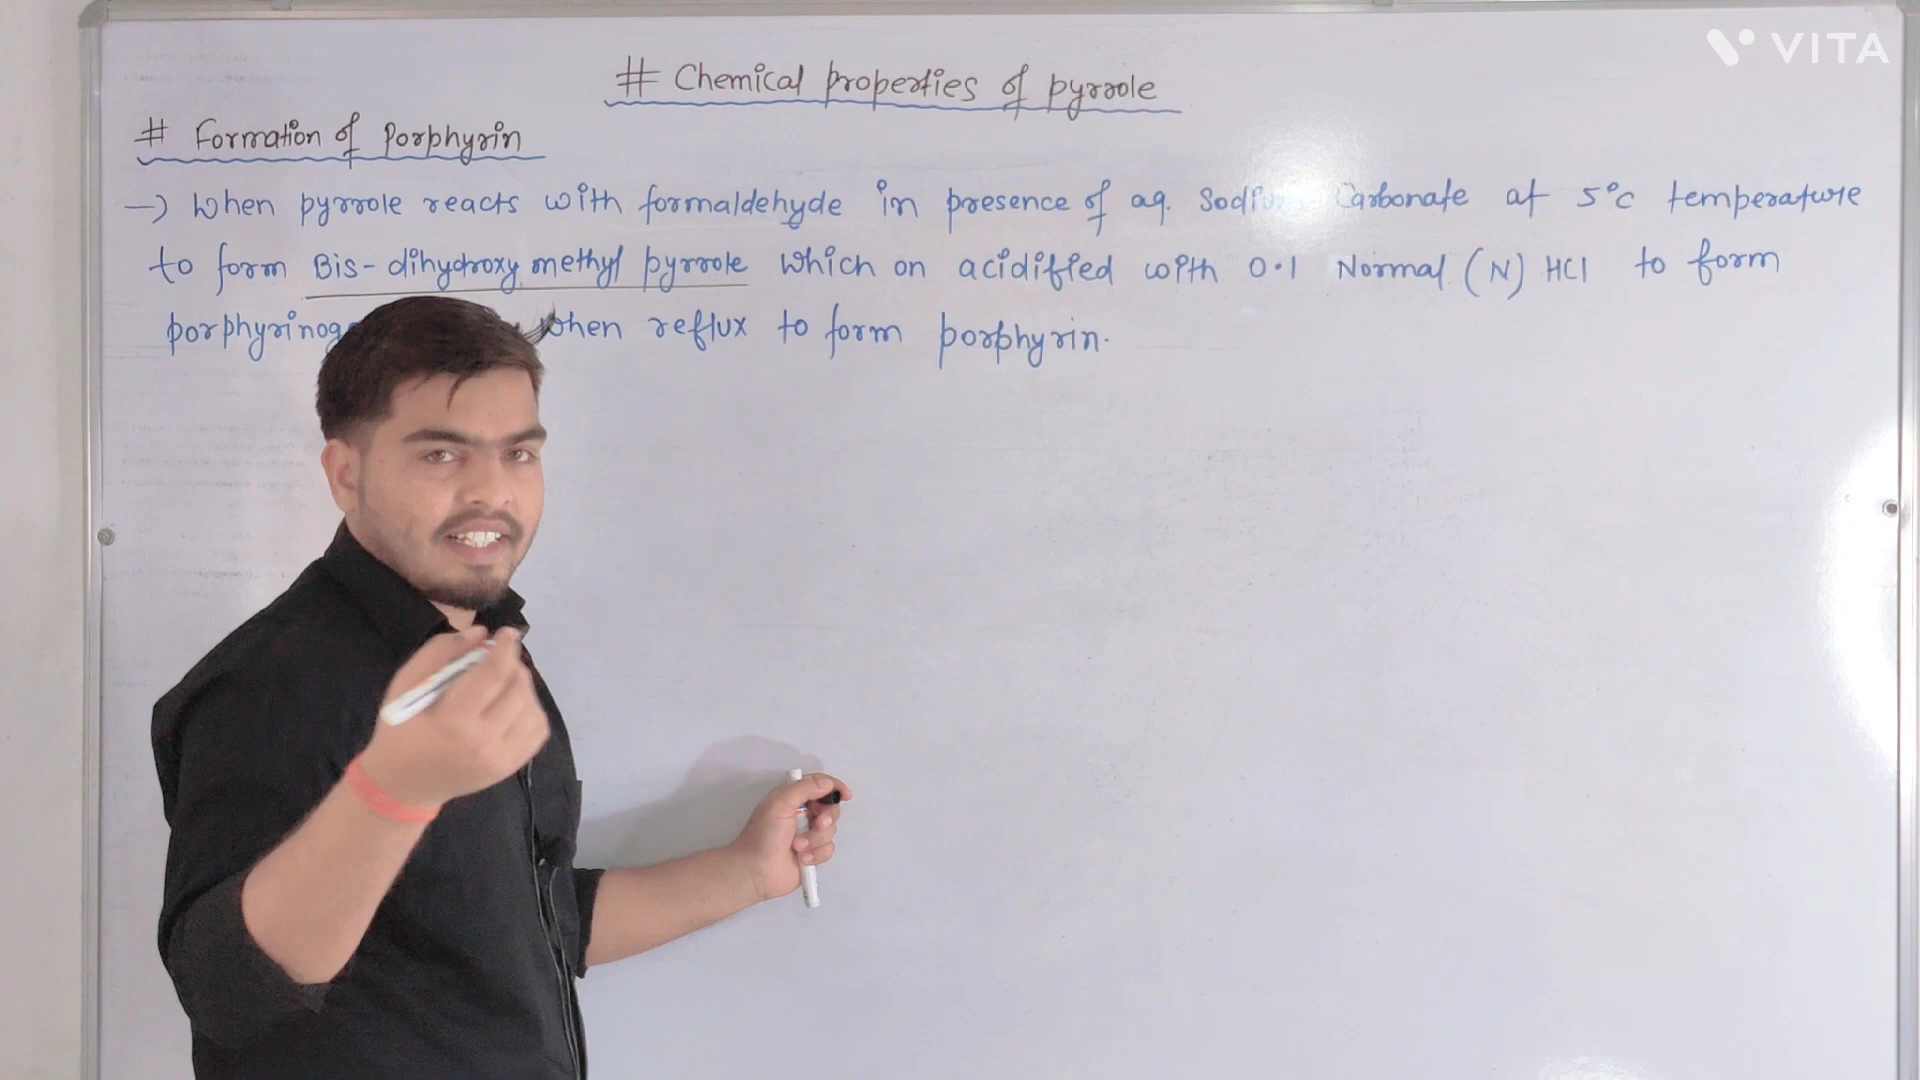 VITA
# Chemical properties of pyrrole
# Formation of Porphyrin
→ When pyrrole reacts with formaldehyde in presence of aq. Sodium Carbonate at 5°C temperature
to form Bis-dihydroxy methyl pyrrole which on acidified with 0.1 Normal (N) HCl to form
when reflux to form porphyrin.